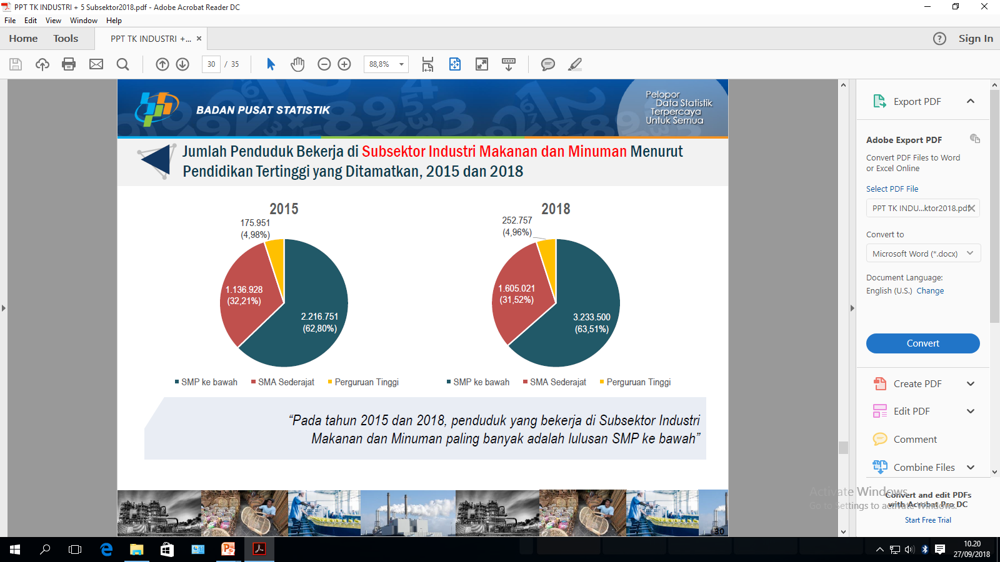 PPT TK INDUSTRI + 5 Subsektor2018.pdf - Adobe Acrobat Reader DC
File Edit View Window Help
Home Tools PPT TK INDUSTRI +... × ? Sign In
30 / 35 88,8%
BADAN PUSAT STATISTIK
Pelopor
Data Statistik
Terpercaya
Untuk Semua
Jumlah Penduduk Bekerja di Subsektor Industri Makanan dan Minuman Menurut
Pendidikan Tertinggi yang Ditamatkan, 2015 dan 2018
2015
175.951
(4,98%)
1.136.928
(32,21%)
2.216.751
(62,80%)
SMP ke bawah SMA Sederajat Perguruan Tinggi
2018
252.757
(4,96%)
1.605.021
(31,52%)
3.233.500
(63,51%)
SMP ke bawah SMA Sederajat Perguruan Tinggi
“Pada tahun 2015 dan 2018, penduduk yang bekerja di Subsektor Industri
Makanan dan Minuman paling banyak adalah lulusan SMP ke bawah”
30
Export PDF
Adobe Export PDF
Convert PDF Files to Word
or Excel Online
Select PDF File
PPT TK INDU...ktor2018.pdf
Convert to
Microsoft Word (*.docx)
Document Language:
English (U.S.) Change
Convert
Create PDF
Edit PDF
Comment
Combine Files
Activate Windows
Go to Settings to activate Windows.
Convert and edit PDFs
with Acrobat Pro DC
Start Free Trial
10.20
27/09/2018